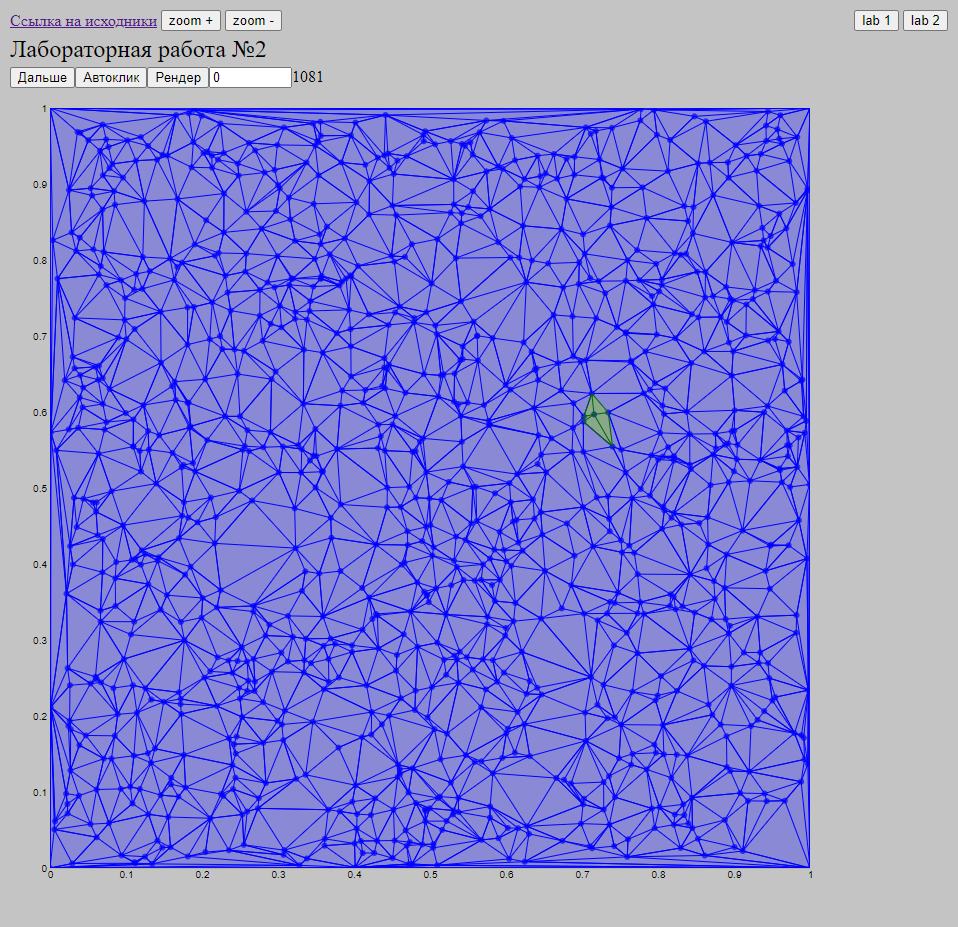 Ссылка на исходники zoom + zoom - lab 1 lab 2
Лабораторная работа №2
Дальше Автоклик Рендер 0 1081
1
0.9
0.8
0.7
0.6
0.5
0.4
0.3
0.2
0.1
0
0 0.1 0.2 0.3 0.4 0.5 0.6 0.7 0.8 0.9 1